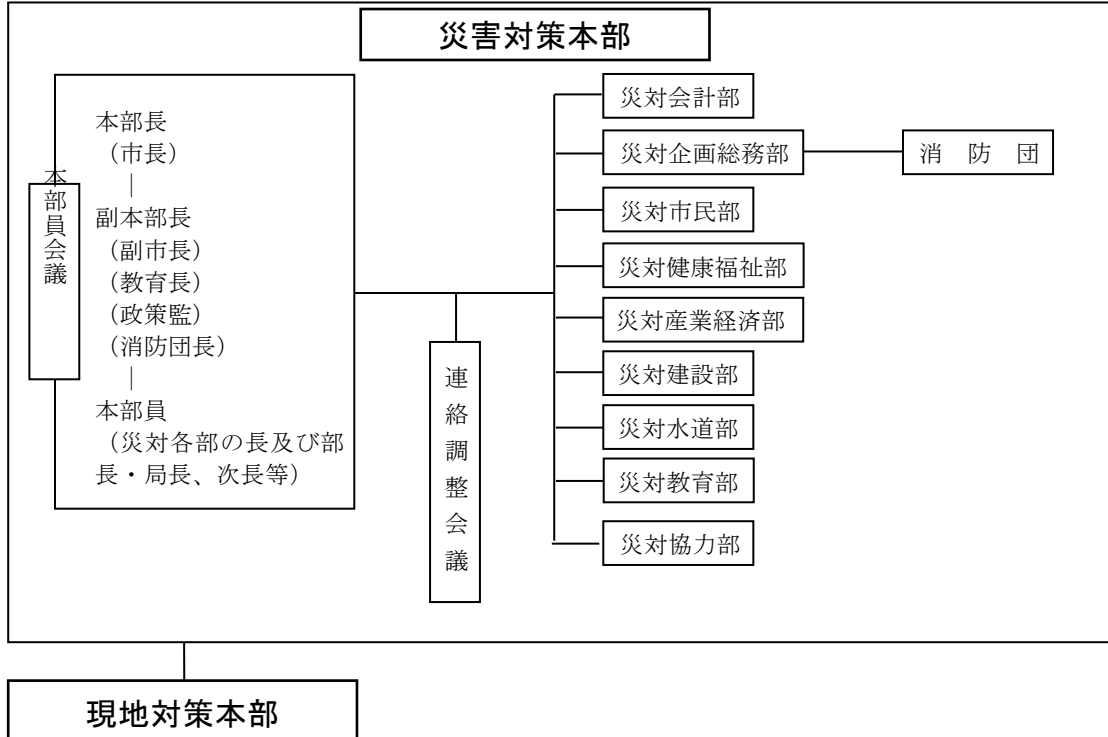 災害対策本部
本部員会議
本部長
（市長）
｜
副本部長
（副市長）
（教育長）
（政策監）
（消防団長）
｜
本部員
（災対各部の長及び部
長・局長、次長等）
連絡調整会議
災対会計部
災対企画総務部
消　防　団
災対市民部
災対健康福祉部
災対産業経済部
災対建設部
災対水道部
災対教育部
災対協力部
現地対策本部